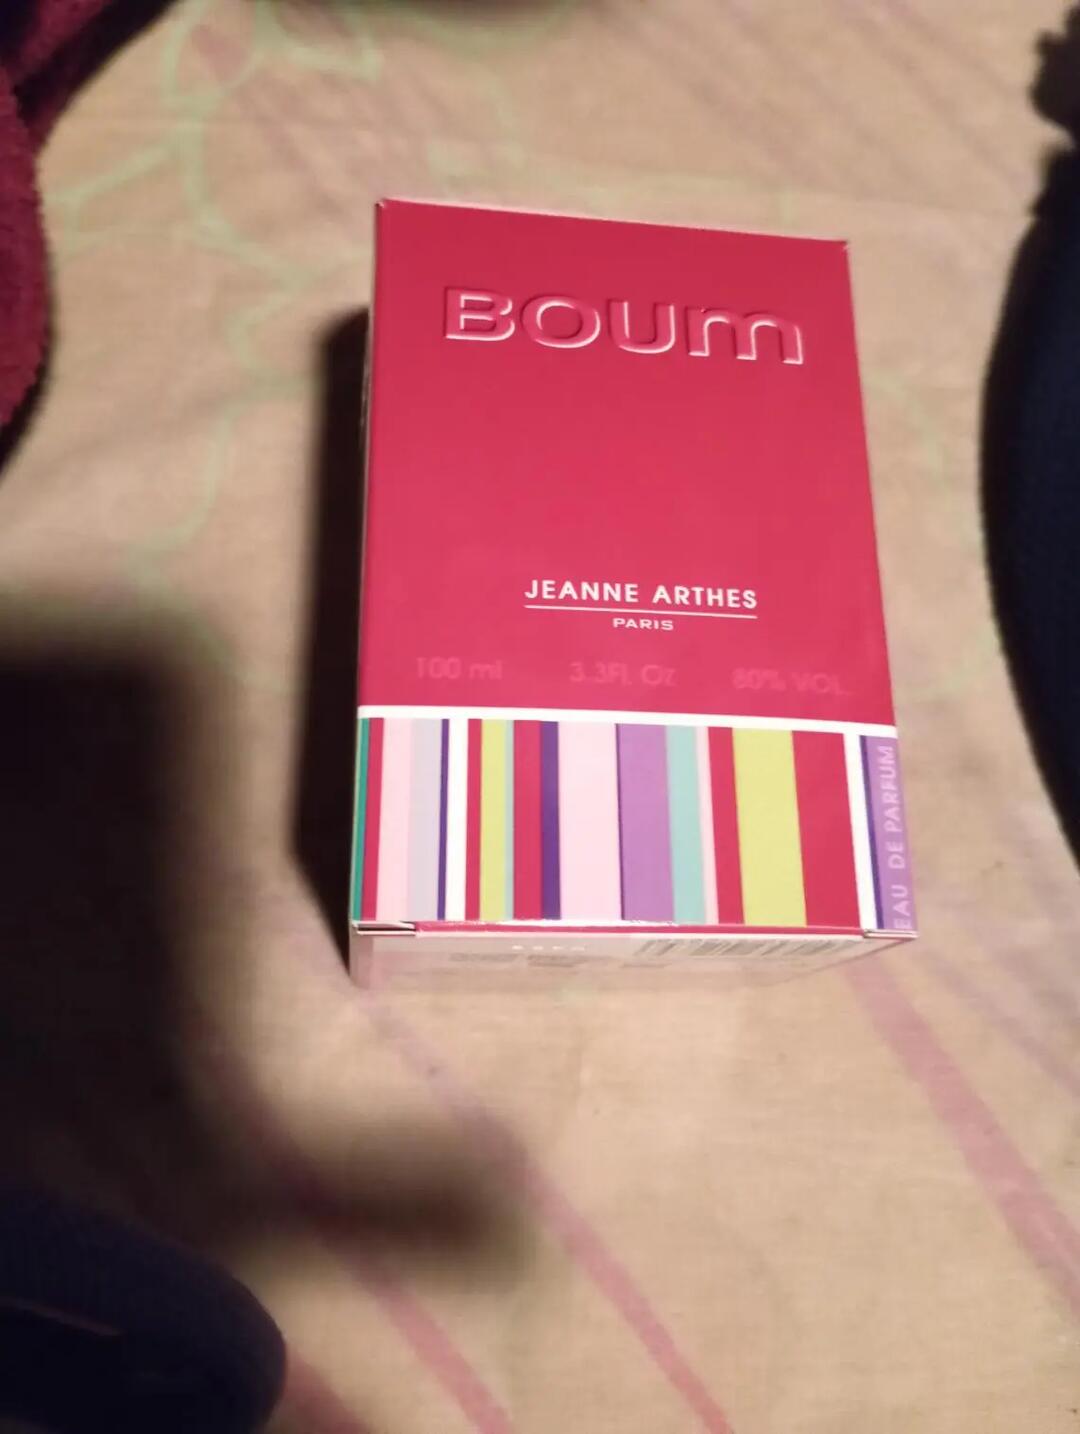 BOUM
JEANNE ARTHES
PARIS
100 ml 3.3FL Oz 80% VOL.
EAU DE PARFUM